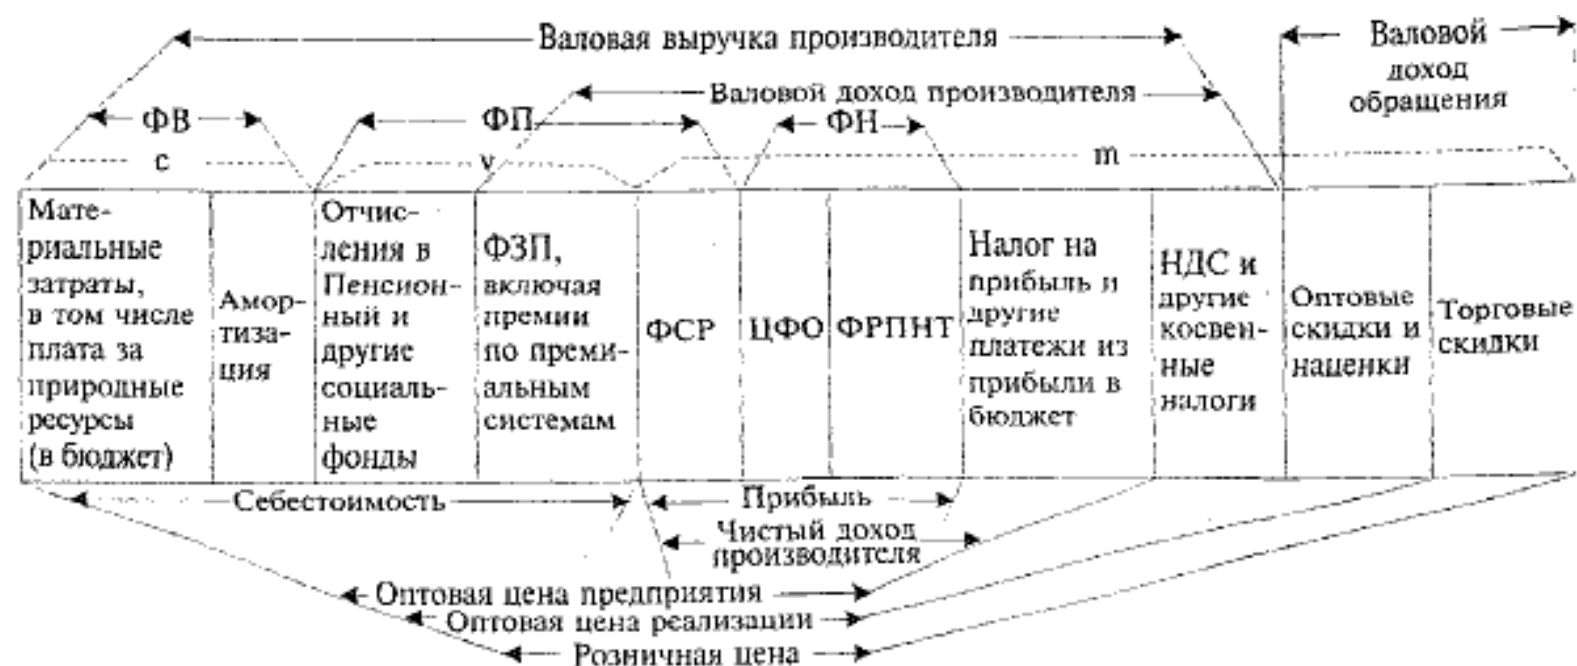 Валовая выручка производителя
Валовой
доход
обращения
Валовой доход производителя
ФВ
ФП
ФН
c
v
m
Мате-
риальные
затраты,
в том числе
плата за
природные
ресурсы
(в бюджет)
Амор-
тиза-
ция
Отчис-
ления в
Пенсион-
ный и
другие
социаль-
ные
фонды
ФЗП,
включая
премии
по преми-
альным
системам
ФСР
ЦФО
ФРПНТ
Налог на
прибыль и
другие
платежи из
прибыли в
бюджет
НДС и
другие
косвен-
ные
налоги
Оптовые
скидки и
наценки
Торговые
скидки
Себестоимость
Прибыль
Чистый доход
производителя
Оптовая цена предприятия
Оптовая цена реализации
Розничная цена